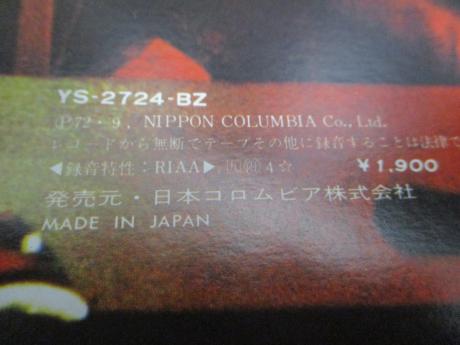 YS-2724-BZ
Ⓟ72・9, NIPPON COLUMBIA Co., Ltd.
レコードから無断でテープその他に録音することは法律で
◀録音特性：RIAA▶ 4☆ ¥1,900
発売元・日本コロムビア株式会社
MADE IN JAPAN